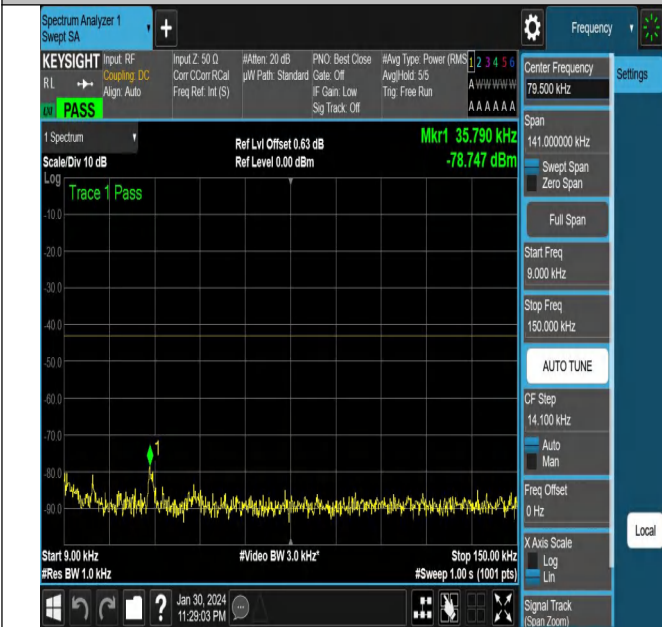 Spectrum Analyzer 1
Swept SA
+
Frequency
KEYSIGHT
RL
Input: RF
Coupling: DC
Align: Auto
Input Z: 50 Ω
Corr CCorr RCal
Freq Ref: Int (S)
#Atten: 20 dB
µW Path: Standard
PNO: Best Close
Gate: Off
IF Gain: Low
Sig Track: Off
#Avg Type: Power (RMS
Avg|Hold: 5/5
Trig: Free Run
1 2 3 4 5 6
A W W W W W
A A A A A A
PASS
1 Spectrum
Scale/Div 10 dB
Log
Ref Lvl Offset 0.63 dB
Ref Level 0.00 dBm
Mkr1 35.790 kHz
-78.747 dBm
Trace 1 Pass
-10.0
-20.0
-30.0
-40.0
-50.0
-60.0
-70.0
-80.0
-90.0
1
Start 9.00 kHz
#Res BW 1.0 kHz
#Video BW 3.0 kHz*
Stop 150.00 kHz
#Sweep 1.00 s (1001 pts)
?
Jan 30, 2024
11:29:03 PM
Center Frequency
79.500 kHz
Settings
Span
141.000000 kHz
Swept Span
Zero Span
Full Span
Start Freq
9.000 kHz
Stop Freq
150.000 kHz
AUTO TUNE
CF Step
14.100 kHz
Auto
Man
Freq Offset
0 Hz
Local
X Axis Scale
Log
Lin
Signal Track
(Span Zoom)